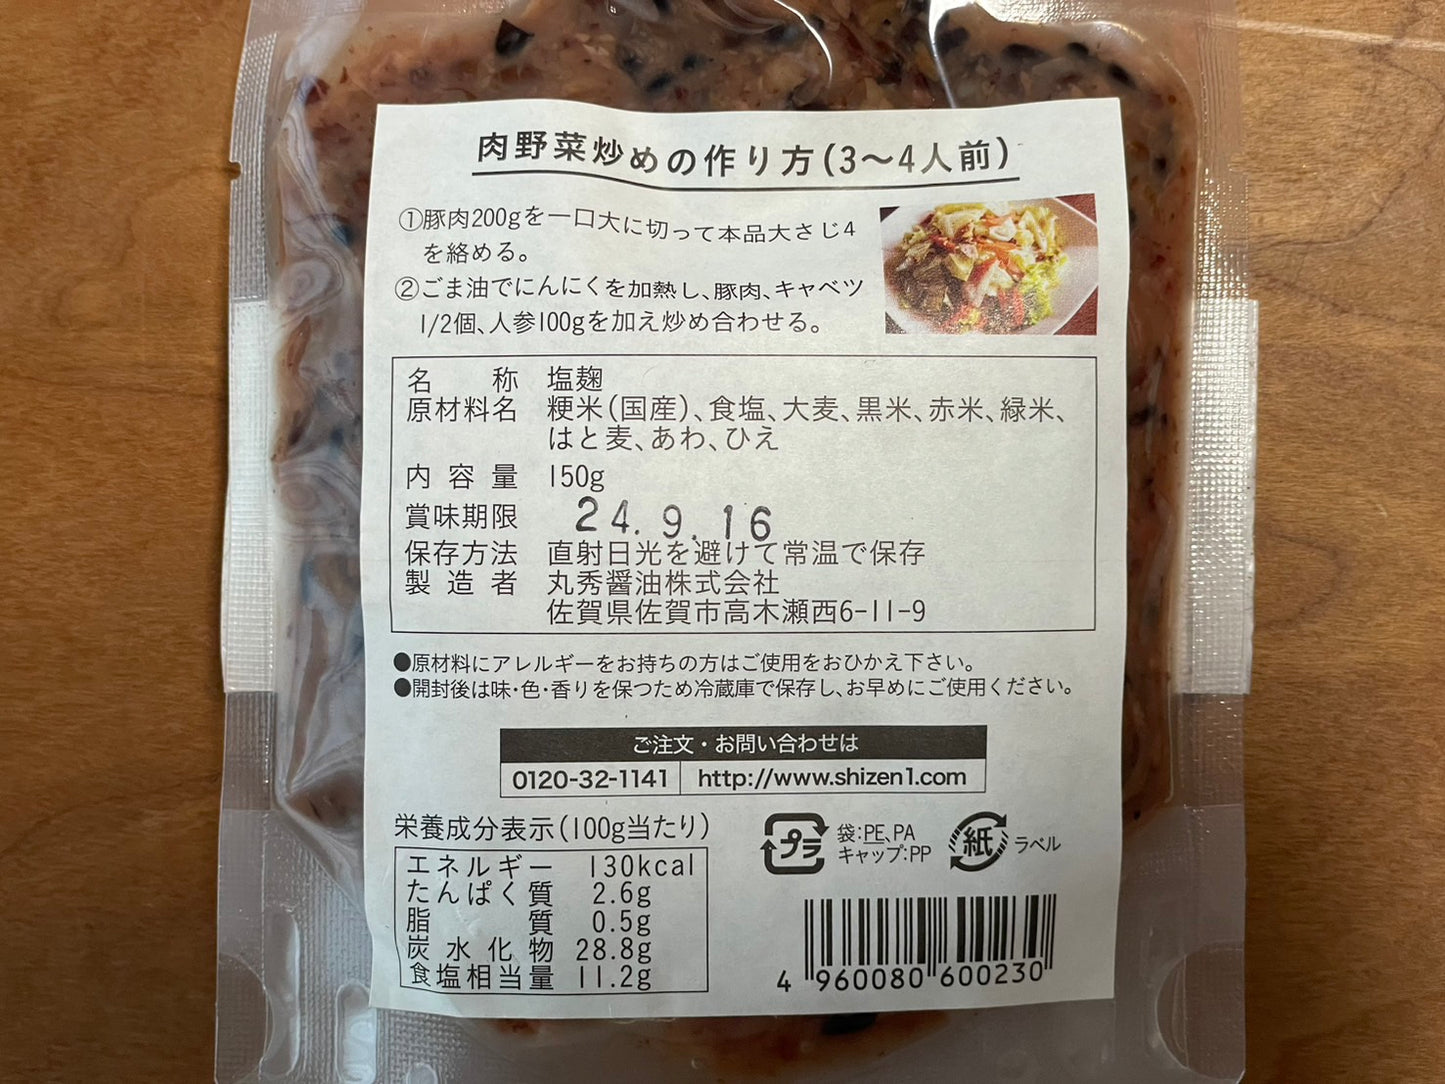 肉野菜炒めの作り方(3〜4人前)
①豚肉200gを一口大に切って本品大さじ4
を絡める。
②ごま油でにんにくを加熱し、豚肉、キャベツ
1/2個、人参100gを加え炒め合わせる。
名称 塩麹
原材料名 粳米(国産)、食塩、大麦、黒米、赤米、緑米、
はと麦、あわ、ひえ
内容量 150g
賞味期限 24.9.16
保存方法 直射日光を避けて常温で保存
製造者 丸秀醤油株式会社
佐賀県佐賀市高木瀬西6-11-9
●原材料にアレルギーをお持ちの方はご使用をおひかえ下さい。
●開封後は味・色・香りを保つため冷蔵庫で保存し、お早めにご使用ください。
ご注文・お問い合わせは
0120-32-1141 http://www.shizen1.com
栄養成分表示(100g当たり)
エネルギー 130kcal
たんぱく質 2.6g
脂質 0.5g
炭水化物 28.8g
食塩相当量 11.2g
プラ 袋:PE、PA
キャップ:PP
紙 ラベル
4 960080 600230